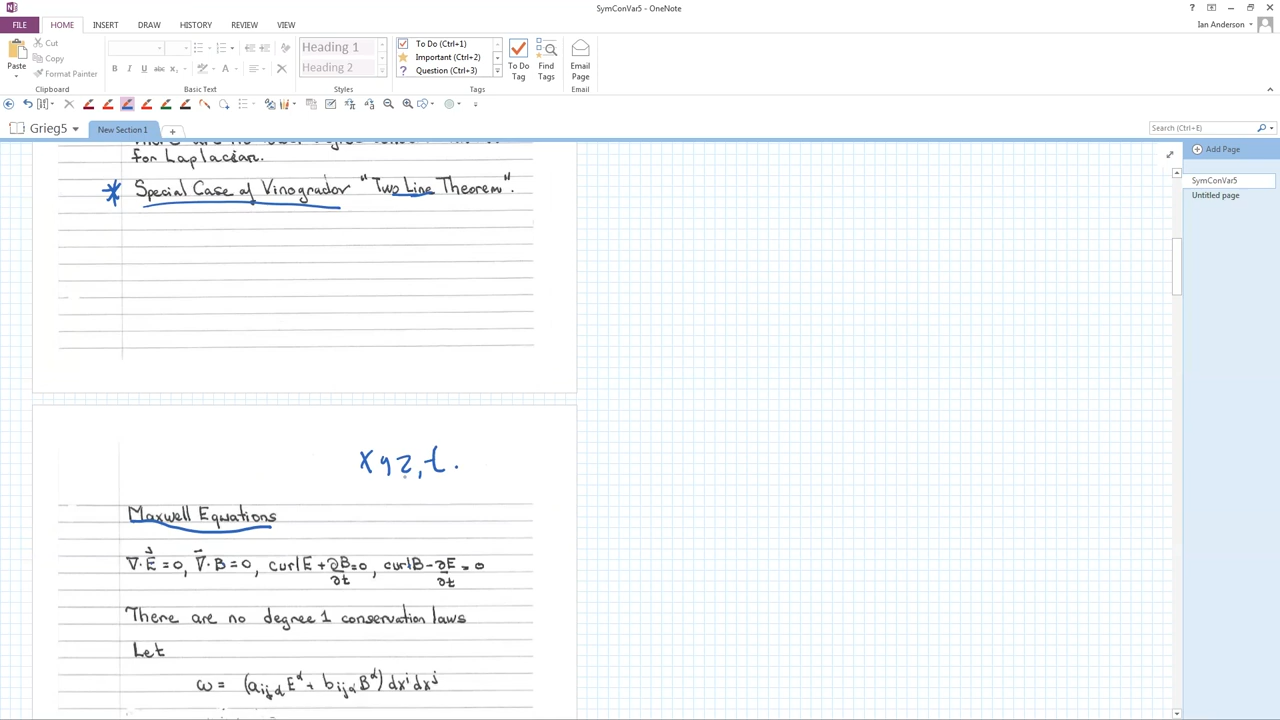 SymConVar5 - OneNote
FILE HOME INSERT DRAW HISTORY REVIEW VIEW
Ian Anderson
Paste
Cut
Copy
Format Painter
Clipboard
B I U abc x
Basic Text
Heading 1
Heading 2
Styles
To Do (Ctrl+1)
Important (Ctrl+2)
Question (Ctrl+3)
To Do Tag
Find Tags
Tags
Email Page
Email
Grieg5
New Section 1
Search (Ctrl+E)
Add Page
SymConVar5
Untitled page
for Laplacian.
* Special Case of Vinogradov "Two Line Theorem".
x y z, t.
Maxwell Equations
∇·E⃗ = 0, ∇⃗·B = 0, curl E + ∂B/∂t = 0, curl B - ∂E/∂t = 0
There are no degree 1 conservation laws
Let
ω = (a_{ijα} E^α + b_{ijα} B^α) dx^i dx^j